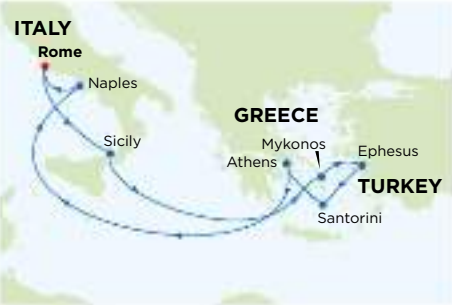 ITALY
Rome
Naples
GREECE
Sicily
Mykonos
Athens
Ephesus
TURKEY
Santorini